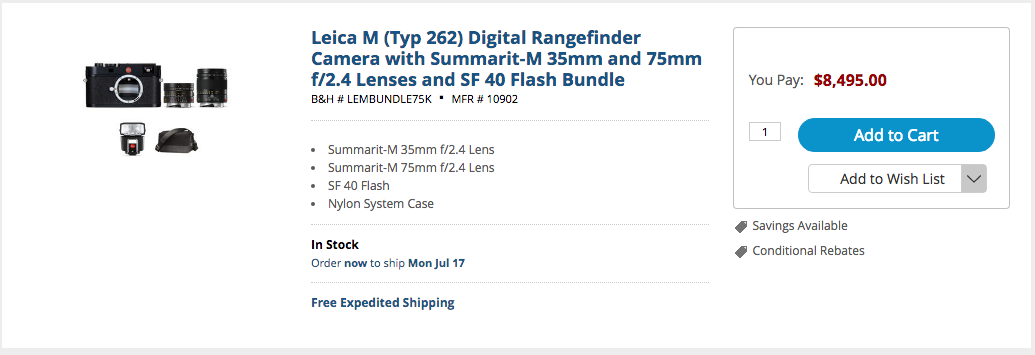 Leica M (Typ 262) Digital Rangefinder
Camera with Summarit-M 35mm and 75mm
f/2.4 Lenses and SF 40 Flash Bundle
B&H # LEMBUNDLE75K • MFR # 10902
• Summarit-M 35mm f/2.4 Lens
• Summarit-M 75mm f/2.4 Lens
• SF 40 Flash
• Nylon System Case
In Stock
Order now to ship Mon Jul 17
Free Expedited Shipping
You Pay: $8,495.00
1 Add to Cart
Add to Wish List
Savings Available
Conditional Rebates